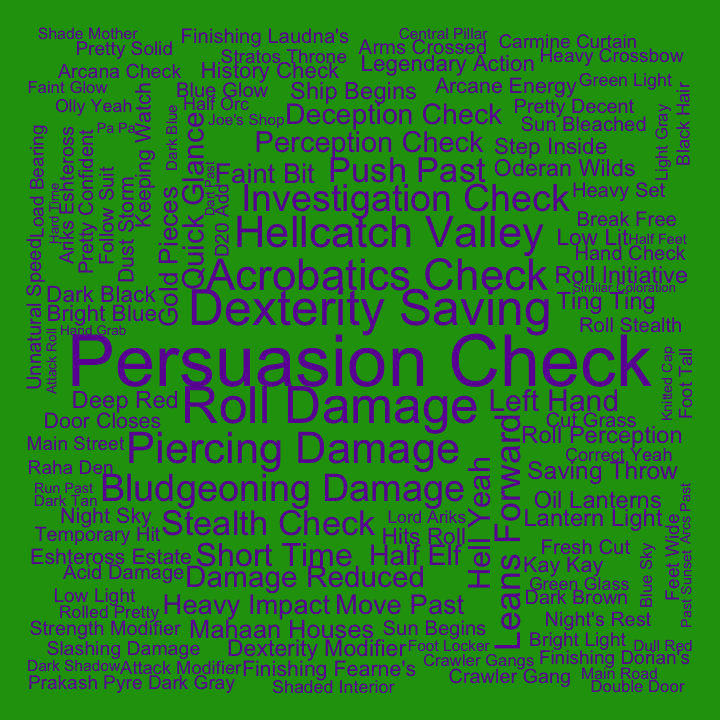 Shade Mother
Finishing Laudna's
Central Pillar
Pretty Solid
Stratos Throne
Arms Crossed
Carmine Curtain
Arcana Check
History Check
Legendary Action
Heavy Crossbow
Faint Glow
Blue Glow
Ship Begins
Arcane Energy
Green Light
Olly Yeah
Half Orc
Deception Check
Pretty Decent
Pa Pa
Joe's Shop
Sun Bleached
Perception Check
Step Inside
Keeping Watch
Dark Blue
Quick Glance
Dart Past
Light Gray
Black Hair
Load Bearing
Hard Time
Ariks Eshteross
Pretty Confident
Follow Suit
Dust Storm
Gold Pieces
D20 Add
Faint Bit
Push Past
Oderan Wilds
Investigation Check
Heavy Set
Break Free
Hellcatch Valley
Low Lit
Half Feet
Hand Check
Acrobatics Check
Roll Initiative
Unnatural Speed
Dark Black
Similar Coloration
Bright Blue
Dexterity Saving
Ting Ting
Hand Grab
Roll Stealth
Attack Roll
Persuasion Check
Knitted Cap
Foot Tall
Deep Red
Roll Damage
Left Hand
Door Closes
Cut Grass
Main Street
Piercing Damage
Roll Perception
Correct Yeah
Raha Den
Saving Throw
Run Past
Bludgeoning Damage
Hell Yeah
Leans Forward
Dark Tan
Oil Lanterns
Night Sky
Stealth Check
Lord Ariks
Lantern Light
Arcs Past
Temporary Hit
Hits Roll
Feet Wide
Eshteross Estate
Short Time
Half Elf
Fresh Cut
Blue Sky
Past Sunset
Acid Damage
Damage Reduced
Kay Kay
Green Glass
Low Light
Dark Brown
Rolled Pretty
Heavy Impact
Move Past
Night's Rest
Strength Modifier
Mahaan Houses
Sun Begins
Bright Light
Slashing Damage
Dexterity Modifier
Foot Locker
Dull Red
Dark Shadow
Attack Modifier
Finishing Fearne's
Crawler Gangs
Finishing Dorian's
Prakash Pyre
Dark Gray
Shaded Interior
Crawler Gang
Main Road
Double Door